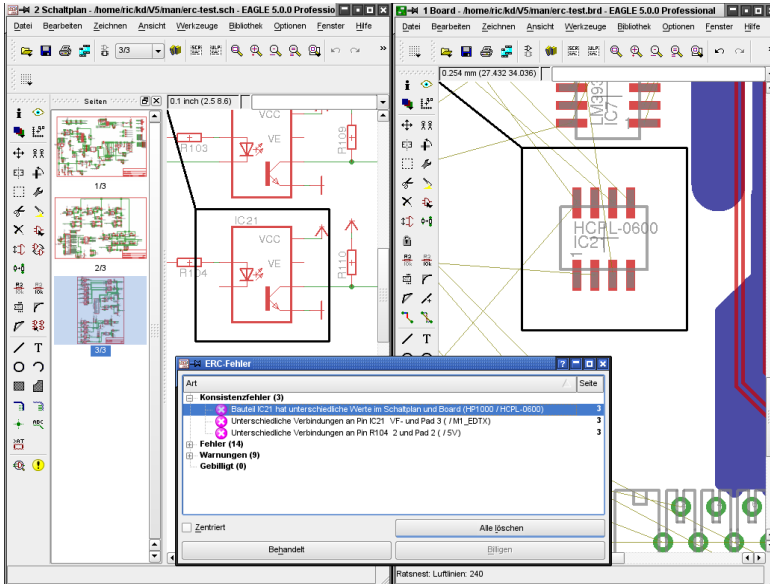 2 Schaltplan - /home/ric/kd/V5/man/erc-test.sch - EAGLE 5.0.0 Professio
Datei Bearbeiten Zeichnen Ansicht Werkzeuge Bibliothek Optionen Fenster Hilfe
3/3
Seiten
0.1 inch (2.5 8.6)
1/3
2/3
3/3
VCC
VE
R103
R109
IC21
VCC
VE
R104
R110
1 Board - /home/ric/kd/V5/man/erc-test.brd - EAGLE 5.0.0 Professional
Datei Bearbeiten Zeichnen Ansicht Werkzeuge Bibliothek Optionen Fenster Hilfe
0.254 mm (27.432 34.036)
LM393
IC7
1
HCPL-0600
IC21
1
ERC-Fehler
Art Seite
Konsistenzfehler (3)
Bauteil IC21 hat unterschiedliche Werte im Schaltplan und Board (HP1000 / HCPL-0600) 3
Unterschiedliche Verbindungen an Pin IC21 VF- und Pad 3 ( / M1_EDTX) 3
Unterschiedliche Verbindungen an Pin R104 2 und Pad 2 ( / 5V) 3
Fehler (14)
Warnungen (9)
Gebilligt (0)
Zentriert
Alle löschen
Behandelt
Billigen
Ratsnest: Luftlinien: 240